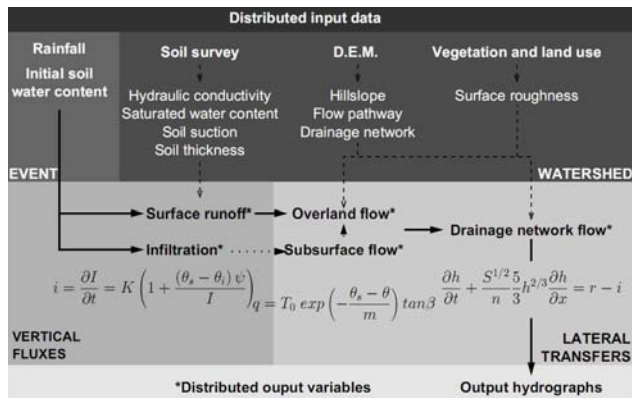 Distributed input data
Rainfall
Initial soil
water content
Soil survey
Hydraulic conductivity
Saturated water content
Soil suction
Soil thickness
D.E.M.
Hillslope
Flow pathway
Drainage network
Vegetation and land use
Surface roughness
EVENT
WATERSHED
Surface runoff*
Overland flow*
Drainage network flow*
Infiltration*
Subsurface flow*
i = ∂I/∂t = K (1 + (θs − θi) ψ / I)
q = T0 exp (− (θs − θ)/m) tanβ
∂h/∂t + S^1/2/n 5/3 h^2/3 ∂h/∂x = r − i
VERTICAL
FLUXES
LATERAL
TRANSFERS
*Distributed ouput variables
Output hydrographs